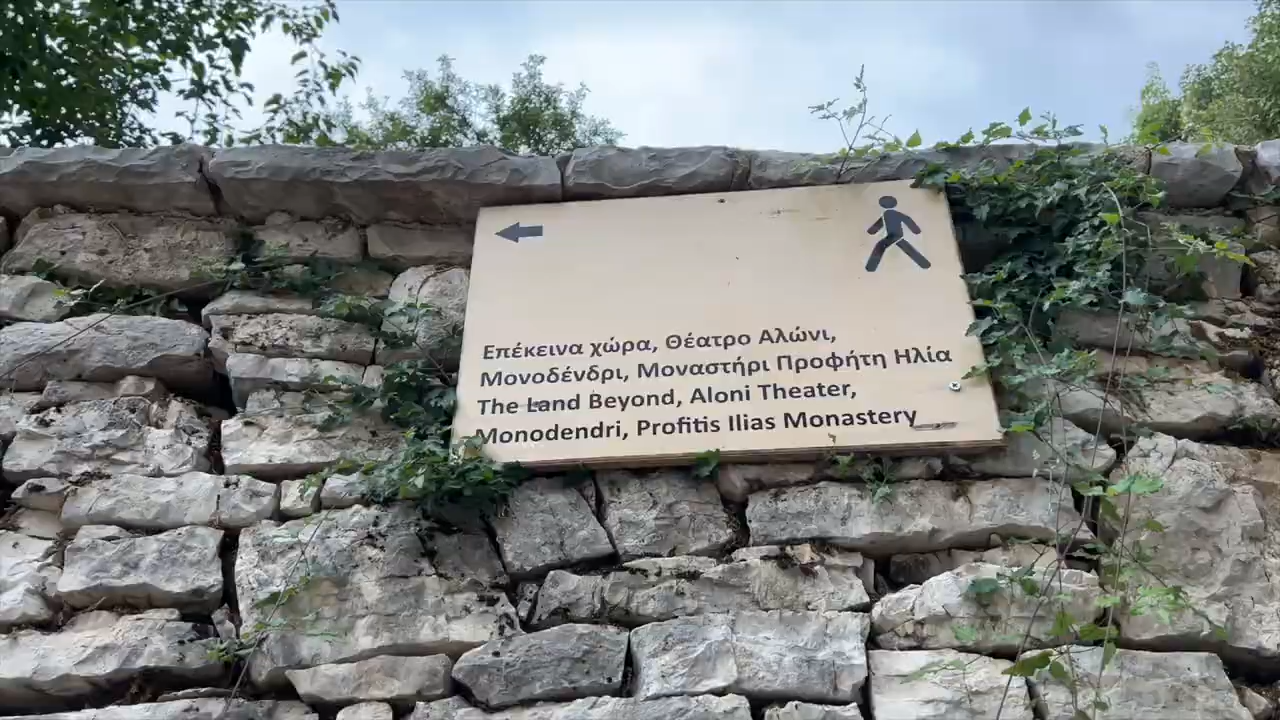 Επέκεινα χώρα, Θέατρο Αλώνι,
Μονοδένδρι, Μοναστήρι Προφήτη Ηλία
The Land Beyond, Aloni Theater,
Monodendri, Profitis Ilias Monastery